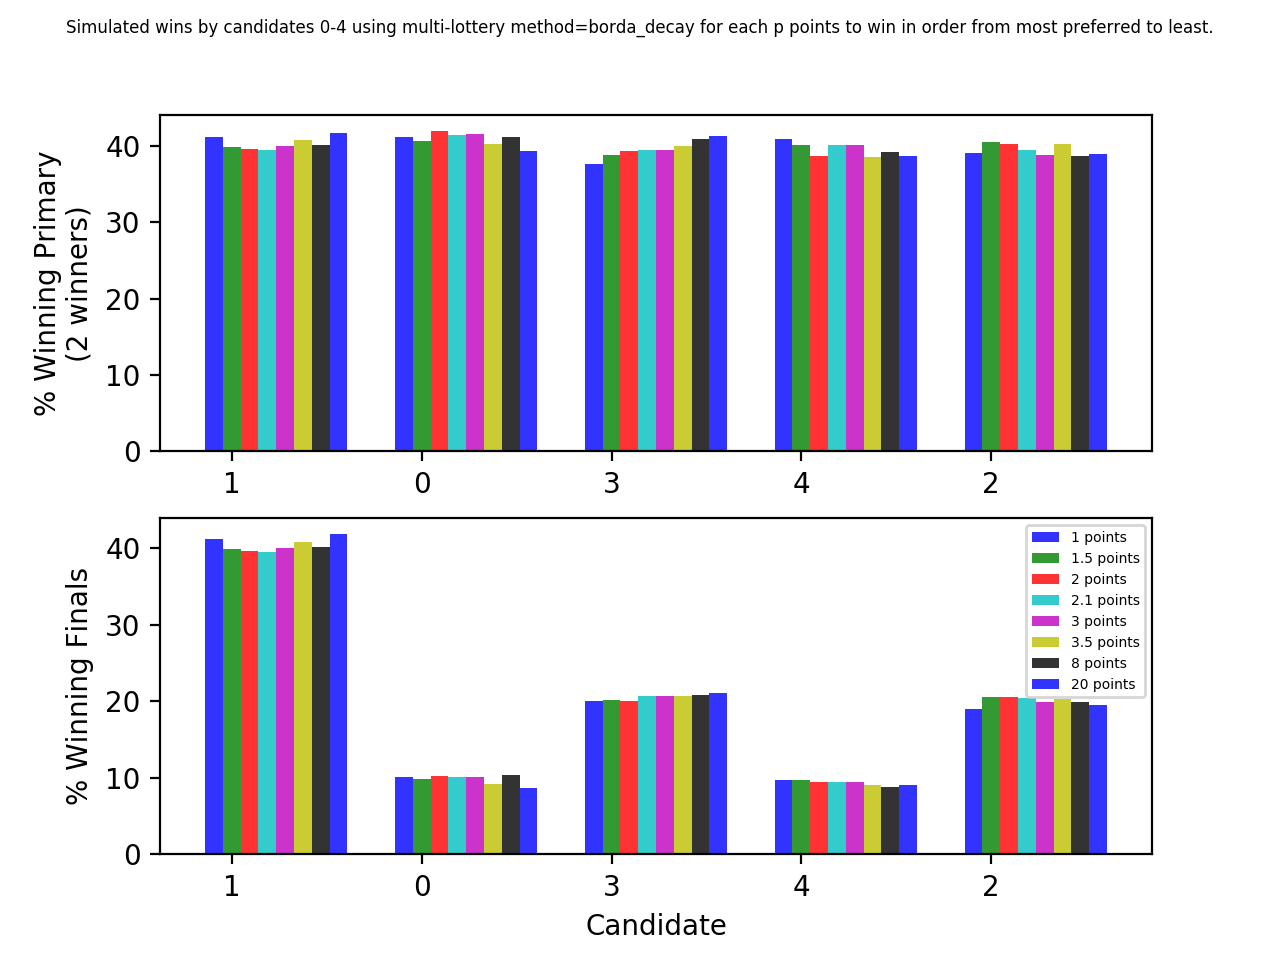 Simulated wins by candidates 0-4 using multi-lottery method=borda_decay for each p points to win in order from most preferred to least.
% Winning Primary
(2 winners)
40
30
20
10
0
1 0 3 4 2
% Winning Finals
40
30
20
10
0
1 points
1.5 points
2 points
2.1 points
3 points
3.5 points
8 points
20 points
1 0 3 4 2
Candidate